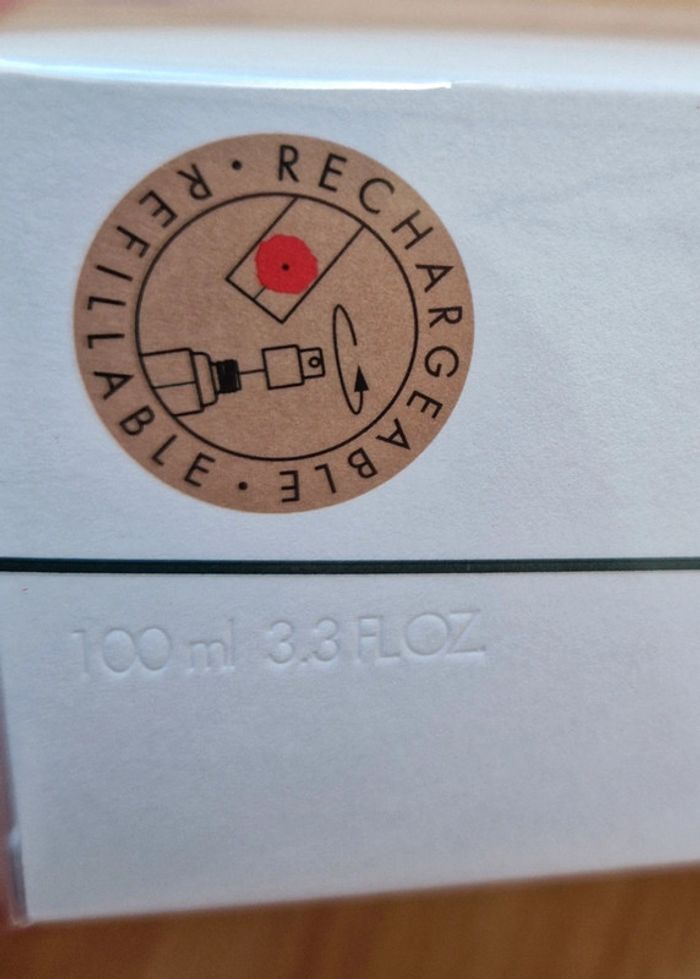 RECHARGEABLE • REFILLABLE •
100 ml 3.3 FL OZ